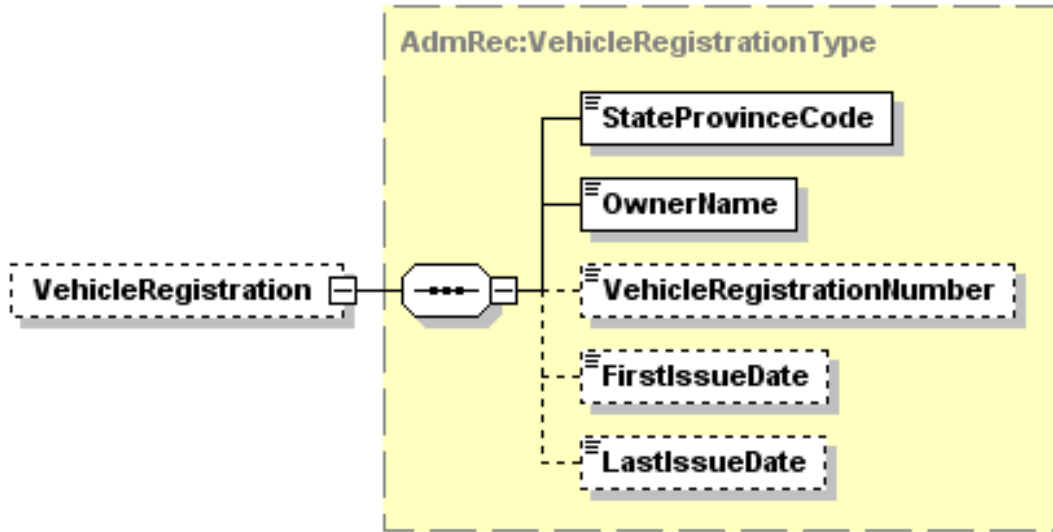 AdmRec:VehicleRegistrationType
StateProvinceCode
OwnerName
VehicleRegistration
VehicleRegistrationNumber
FirstIssueDate
LastIssueDate